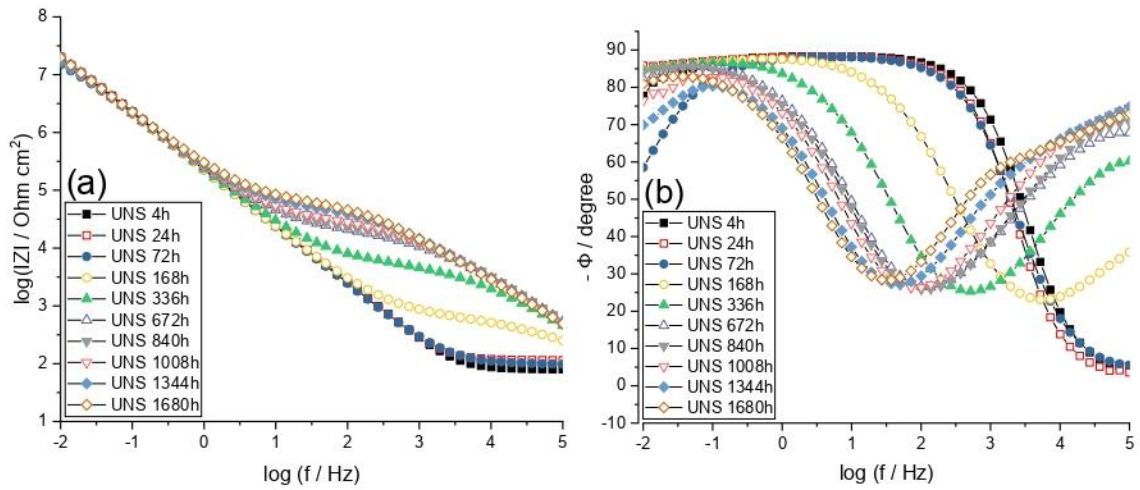 8
7
6
5
4
3
2
1
-2
-1
0
1
2
3
4
5
log(IZI / Ohm cm²)
log (f / Hz)
(a)
UNS 4h
UNS 24h
UNS 72h
UNS 168h
UNS 336h
UNS 672h
UNS 840h
UNS 1008h
UNS 1344h
UNS 1680h
90
80
70
60
50
40
30
20
10
0
-10
-2
-1
0
1
2
3
4
5
- Φ / degree
log (f / Hz)
(b)
UNS 4h
UNS 24h
UNS 72h
UNS 168h
UNS 336h
UNS 672h
UNS 840h
UNS 1008h
UNS 1344h
UNS 1680h